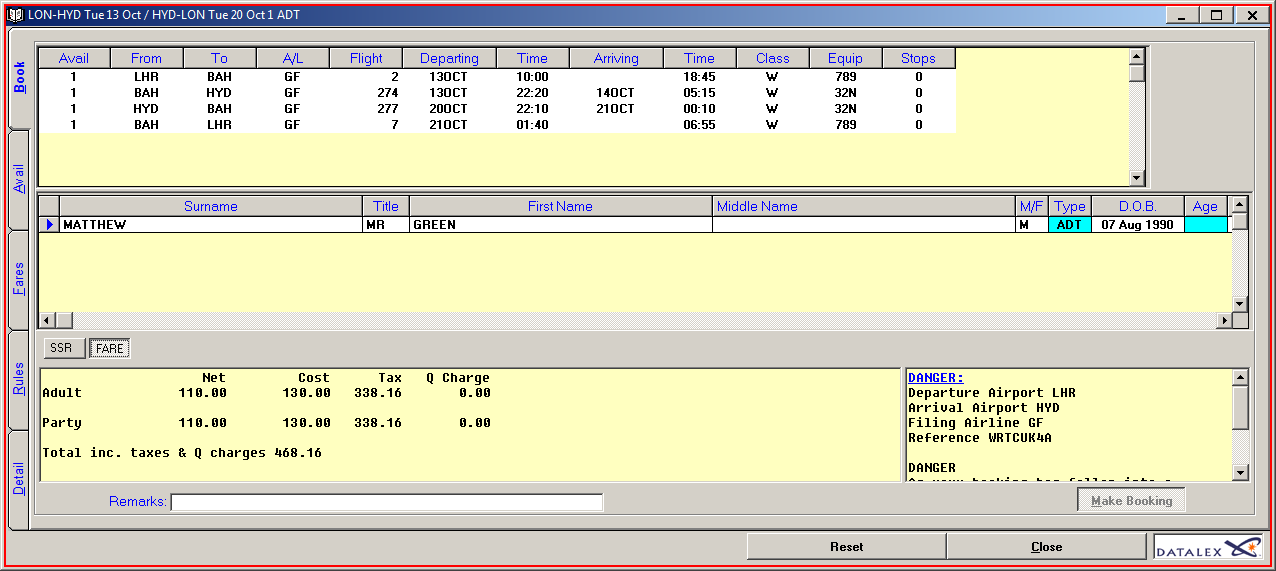 LON-HYD Tue 13 Oct / HYD-LON Tue 20 Oct 1 ADT
Book
Avail
Fares
Rules
Detail
Avail From To A/L Flight Departing Time Arriving Time Class Equip Stops
1 LHR BAH GF 2 13OCT 10:00 18:45 W 789 0
1 BAH HYD GF 274 13OCT 22:20 14OCT 05:15 W 32N 0
1 HYD BAH GF 277 20OCT 22:10 21OCT 00:10 W 32N 0
1 BAH LHR GF 7 21OCT 01:40 06:55 W 789 0
Surname Title First Name Middle Name M/F Type D.O.B. Age
MATTHEW MR GREEN M ADT 07 Aug 1990
SSR FARE
Net Cost Tax Q Charge
Adult 110.00 130.00 338.16 0.00
Party 110.00 130.00 338.16 0.00
Total inc. taxes & Q charges 468.16
DANGER:
Departure Airport LHR
Arrival Airport HYD
Filing Airline GF
Reference WRTCUK4A
DANGER
Remarks:
Make Booking
Reset Close DATALEX